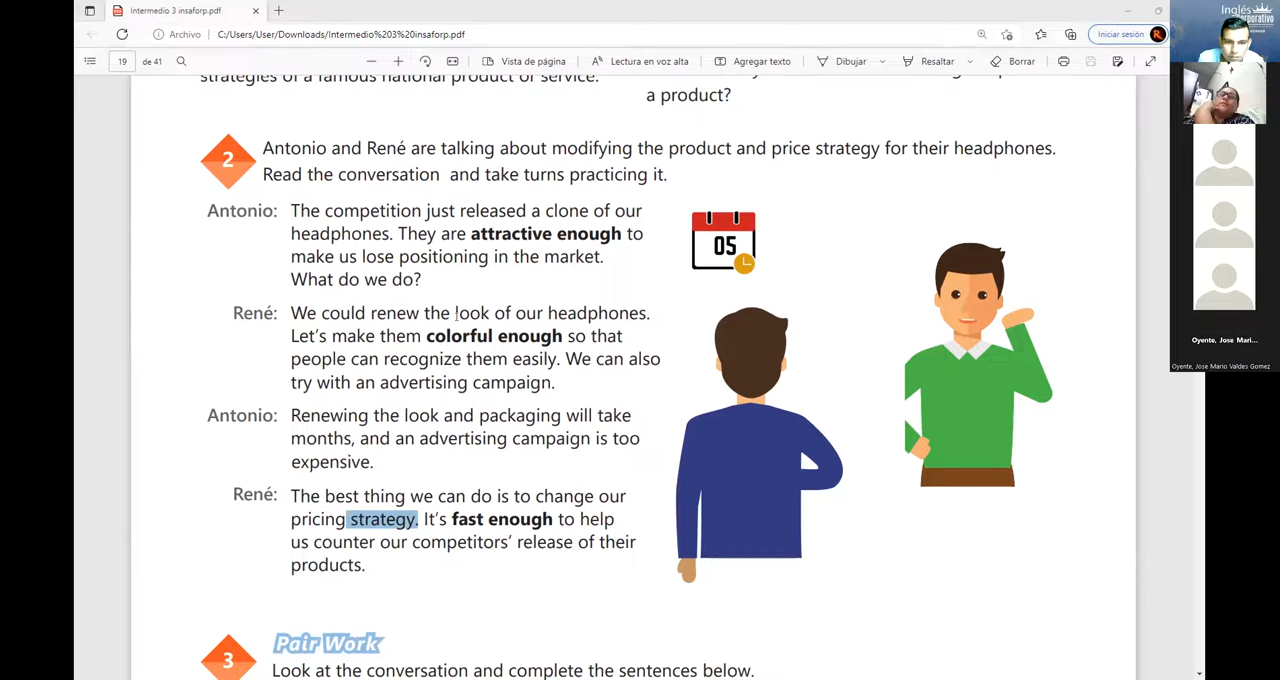 Intermedio 3 insaforp.pdf
Archivo
C:/Users/User/Downloads/Intermedio%203%20insaforp.pdf
Iniciar sesión
19 de 41
Vista de página
Lectura en voz alta
Agregar texto
Dibujar
Resaltar
Borrar
a product?
2
Antonio and René are talking about modifying the product and price strategy for their headphones.
Read the conversation and take turns practicing it.
Antonio: The competition just released a clone of our
headphones. They are attractive enough to
make us lose positioning in the market.
What do we do?
05
René: We could renew the look of our headphones.
Let's make them colorful enough so that
people can recognize them easily. We can also
try with an advertising campaign.
Antonio: Renewing the look and packaging will take
months, and an advertising campaign is too
expensive.
René: The best thing we can do is to change our
pricing strategy. It's fast enough to help
us counter our competitors' release of their
products.
3
Pair Work
Look at the conversation and complete the sentences below.
Inglés
Corporativo
Oyente, Jose Mari...
Oyente, Jose Mario Valdes Gomez